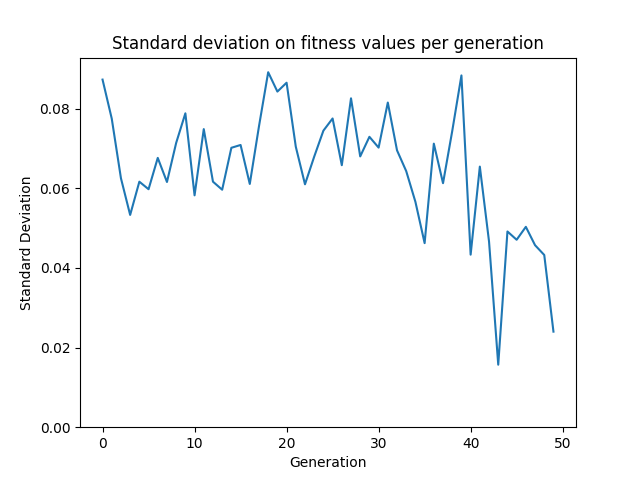 Standard deviation on fitness values per generation
0.08
0.06
0.04
0.02
0.00
Standard Deviation
0 10 20 30 40 50
Generation